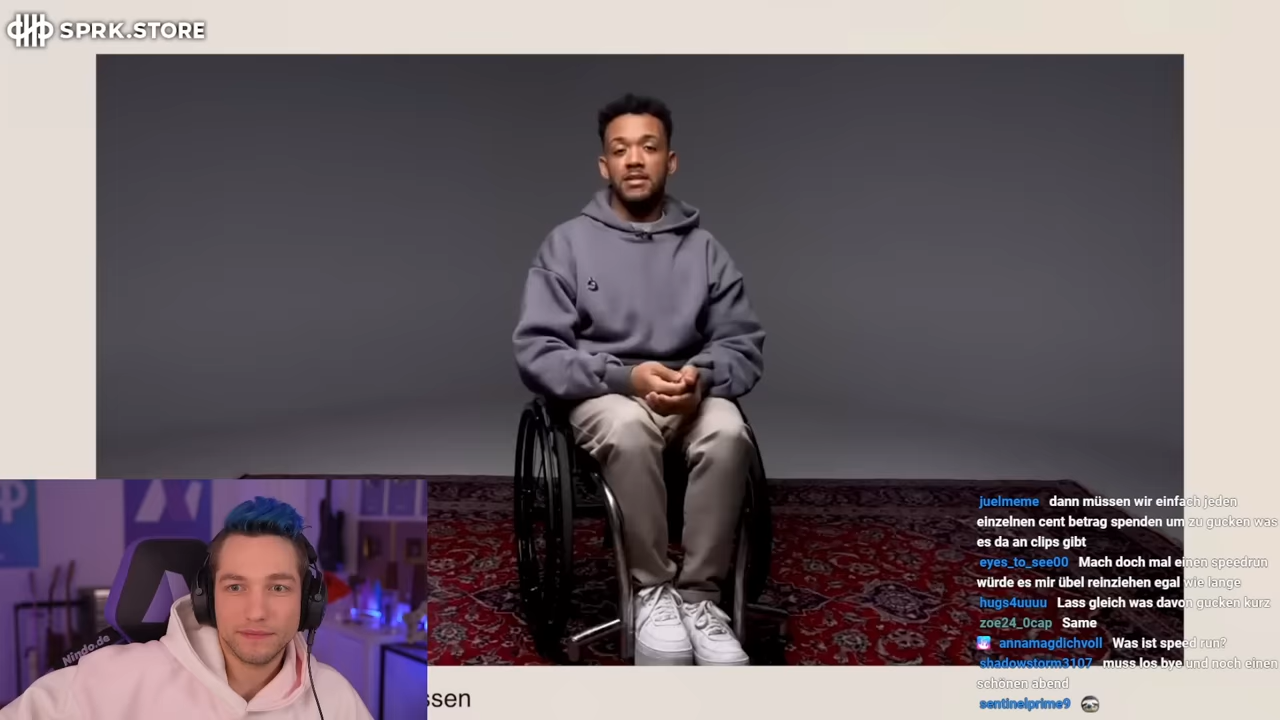 SPRK.STORE
Nindo.de
ssen
juelmeme dann müssen wir einfach jeden
einzelnen cent betrag spenden um zu gucken was
es da an clips gibt
eyes_to_see00 Mach doch mal einen speedrun
würde es mir übel reinziehen egal wie lange
hugs4uuuu Lass gleich was davon gucken kurz
zoe24_0cap Same
annamagdichvoll Was ist speed run?
shadowstorm3107 muss los bye und noch einen
schönen abend
sentinelprime9